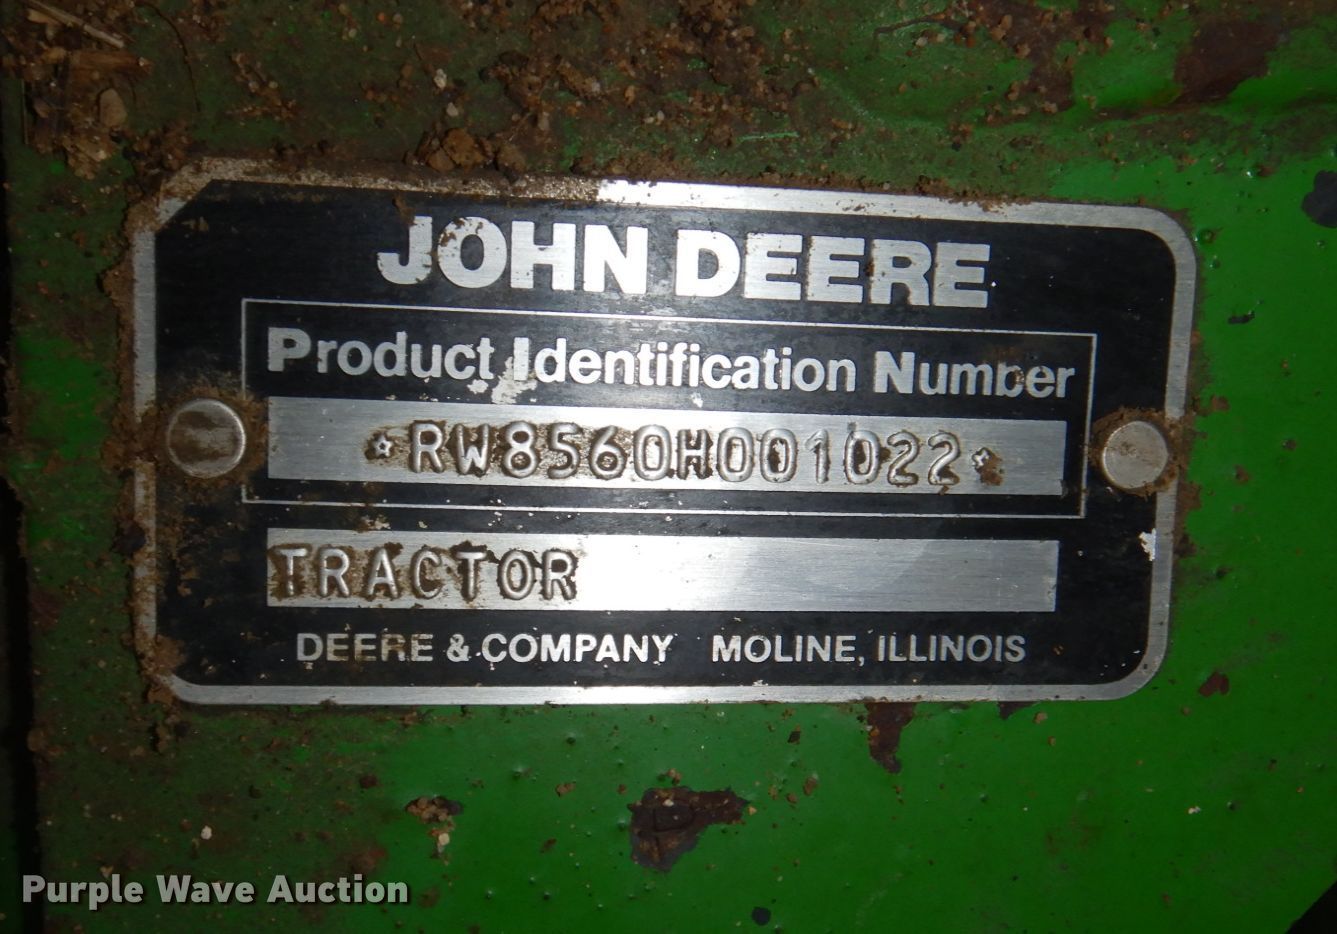 JOHN DEERE
Product Identification Number
*RW8560H001022*
TRACTOR
DEERE & COMPANY MOLINE, ILLINOIS
Purple Wave Auction